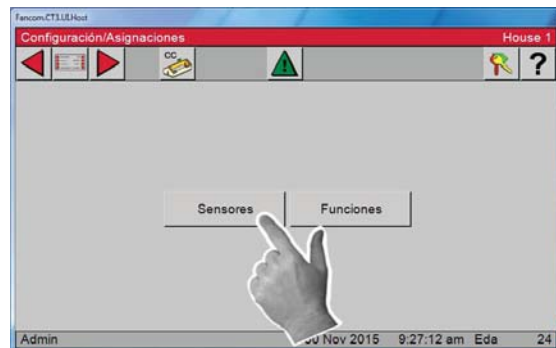 Fancom.CT3.UI.Host
Configuración/Asignaciones House 1
CC
?
Sensores Funciones
Admin Nov 2015 9:27:12 am Eda 24